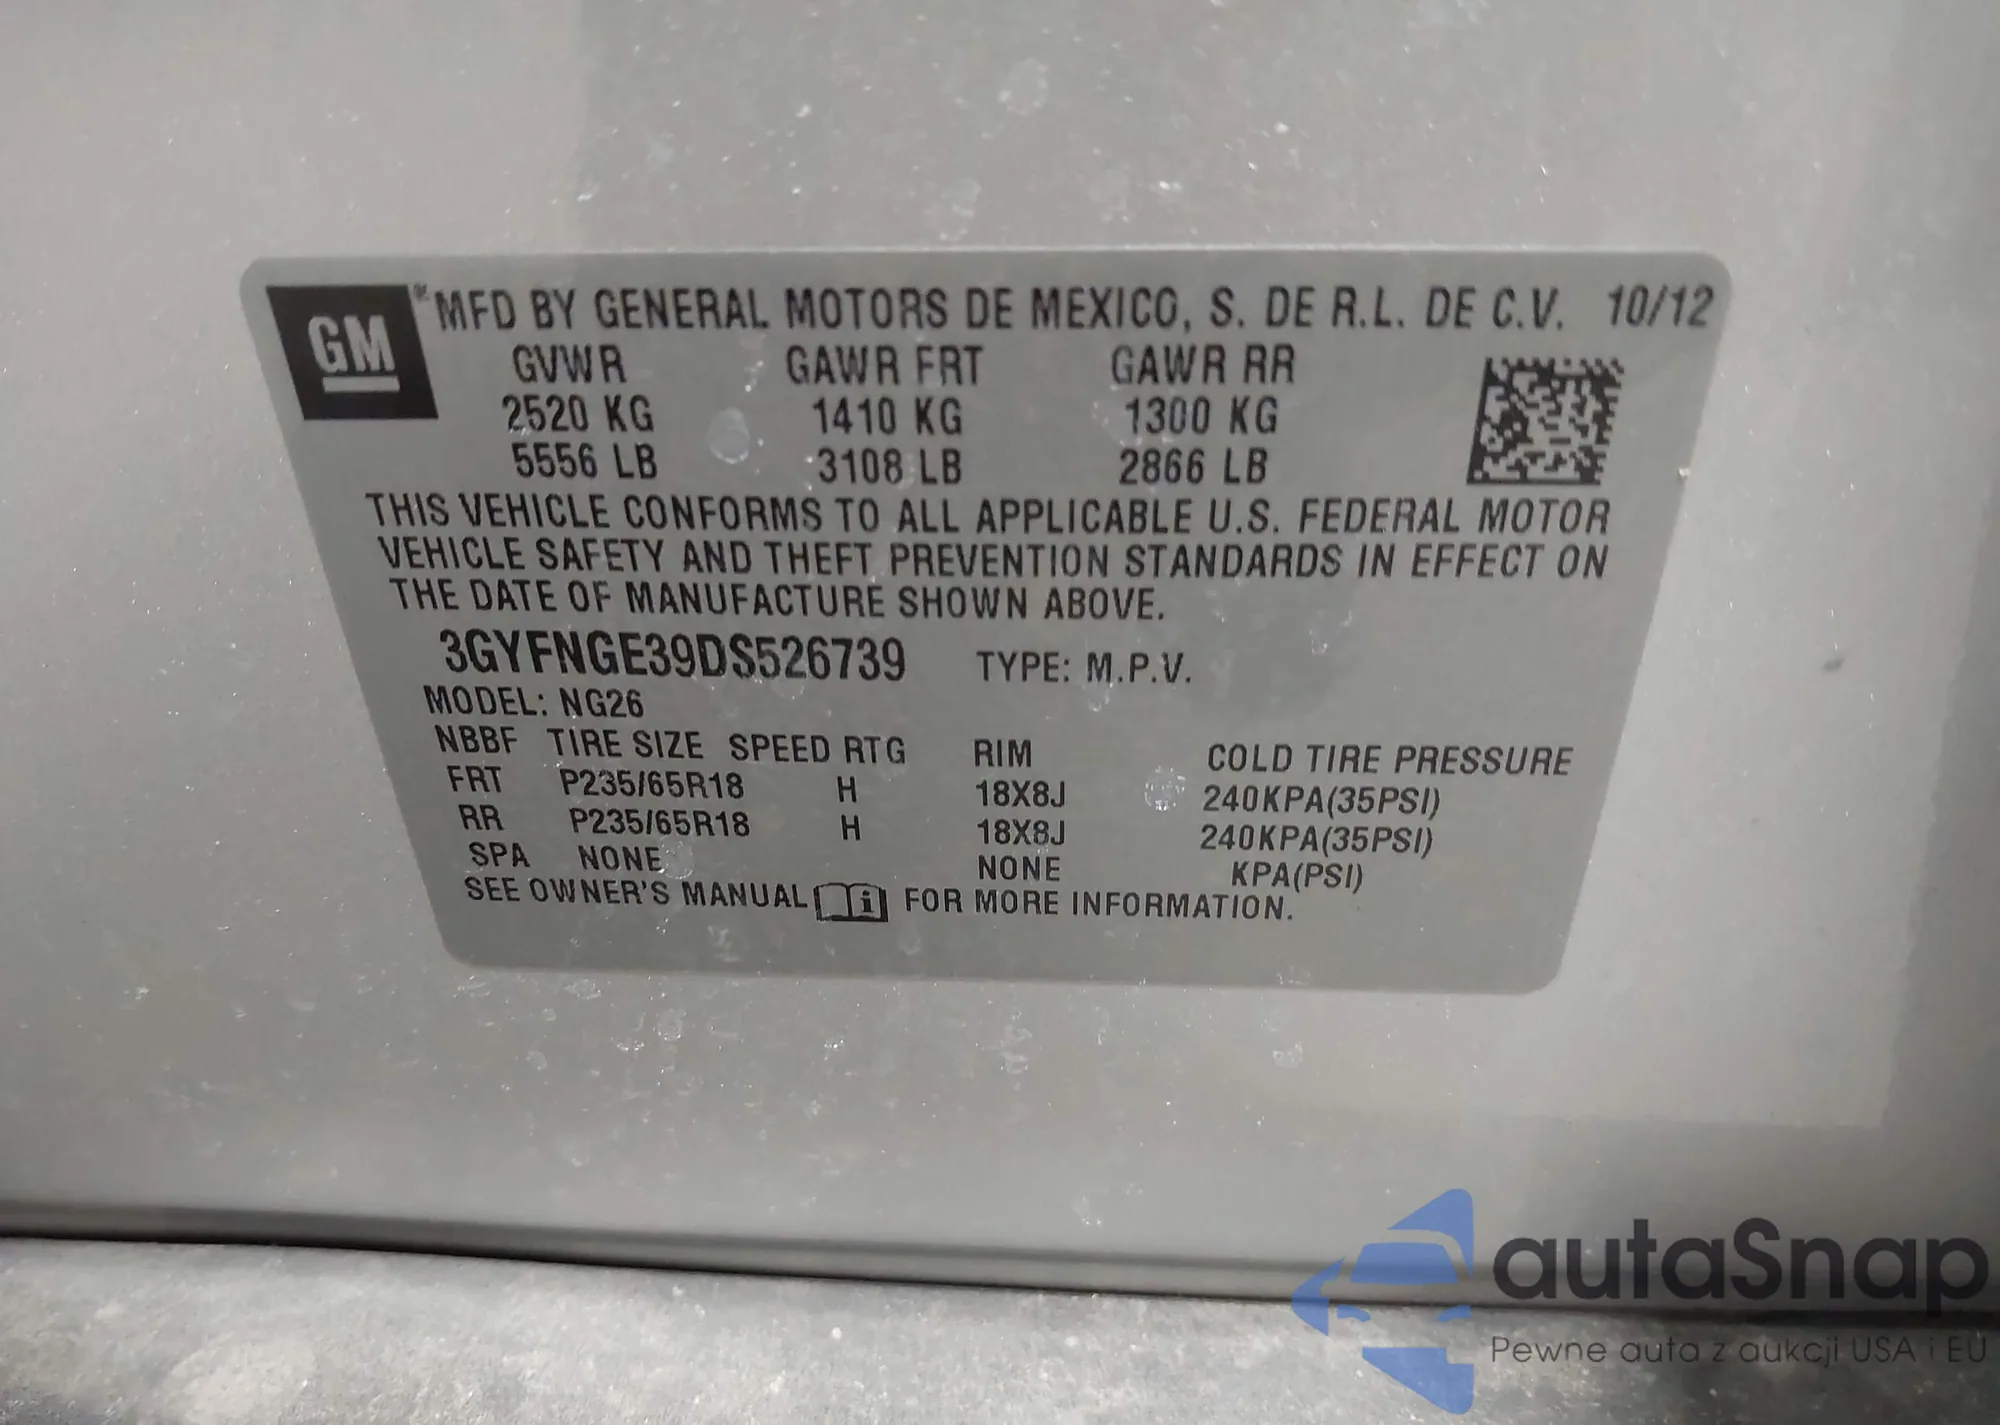 GM
® MFD BY GENERAL MOTORS DE MEXICO, S. DE R.L. DE C.V. 10/12
GVWR GAWR FRT GAWR RR
2520 KG 1410 KG 1300 KG
5556 LB 3108 LB 2866 LB
THIS VEHICLE CONFORMS TO ALL APPLICABLE U.S. FEDERAL MOTOR
VEHICLE SAFETY AND THEFT PREVENTION STANDARDS IN EFFECT ON
THE DATE OF MANUFACTURE SHOWN ABOVE.
3GYFNGE39DS526739 TYPE: M.P.V.
MODEL: NG26
NBBF TIRE SIZE SPEED RTG RIM COLD TIRE PRESSURE
FRT P235/65R18 H 18X8J 240KPA(35PSI)
RR P235/65R18 H 18X8J 240KPA(35PSI)
SPA NONE NONE KPA(PSI)
SEE OWNER'S MANUAL i FOR MORE INFORMATION.
autaSnap
Pewne auta z aukcji USA i EU